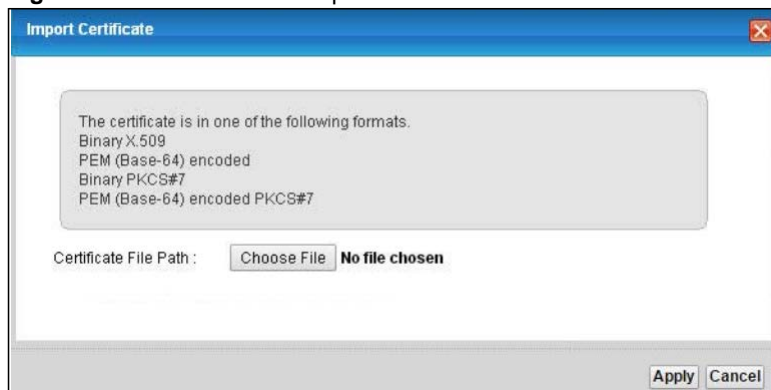 Import Certificate
The certificate is in one of the following formats.
Binary X.509
PEM (Base-64) encoded
Binary PKCS#7
PEM (Base-64) encoded PKCS#7
Certificate File Path : Choose File No file chosen
Apply Cancel